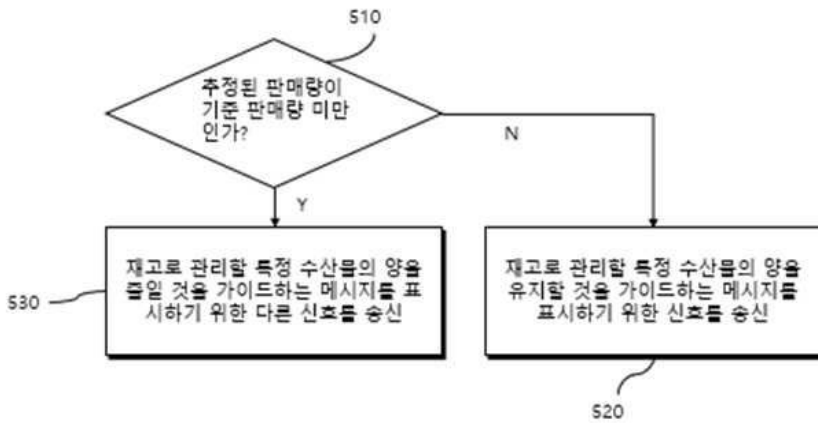 510
추정된 판매량이
기준 판매량 미만
인가?
N
Y
재고로 관리할 특정 수산물의 양을
줄일 것을 가이드하는 메시지를 표
시하기 위한 다른 신호를 송신
530
재고로 관리할 특정 수산물의 양을
유지할 것을 가이드하는 메시지를
표시하기 위한 신호를 송신
520